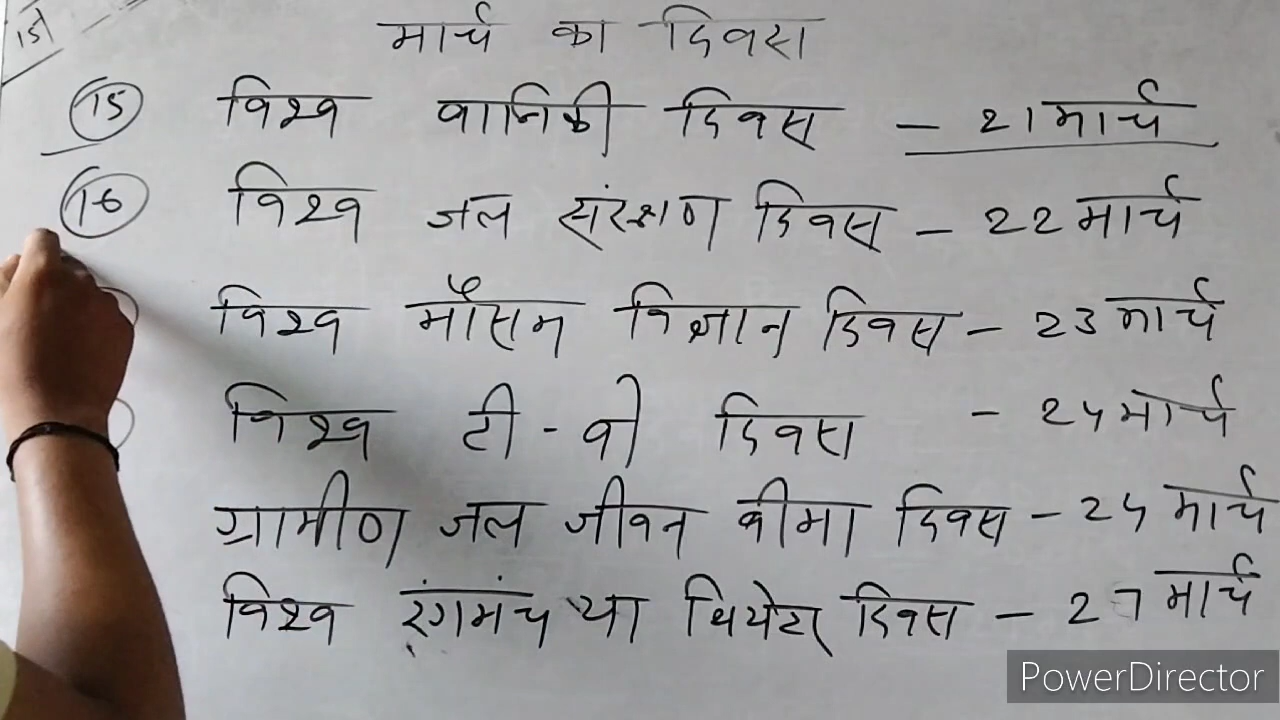 मार्च का दिवस
15 विश्व वानिकी दिवस - 21 मार्च
16 विश्व जल संरक्षण दिवस - 22 मार्च
विश्व मौसम विज्ञान दिवस - 23 मार्च
विश्व टी-वी दिवस - 24 मार्च
ग्रामीण जल जीवन बीमा दिवस - 24 मार्च
विश्व रंगमंच या थियेटर दिवस - 27 मार्च
PowerDirector